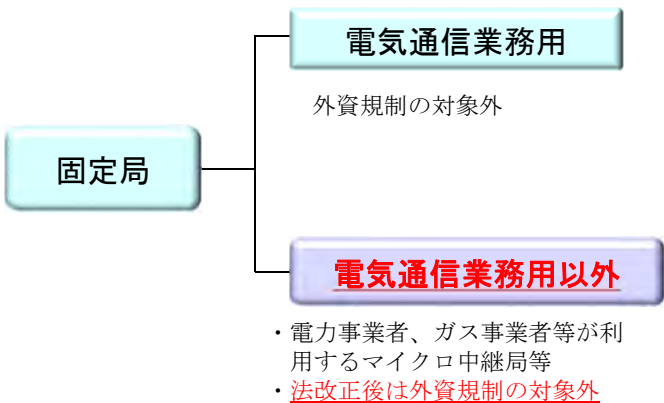 電気通信業務用
外資規制の対象外
固定局
電気通信業務用以外
・電力事業者、ガス事業者等が利
用するマイクロ中継局等
・法改正後は外資規制の対象外